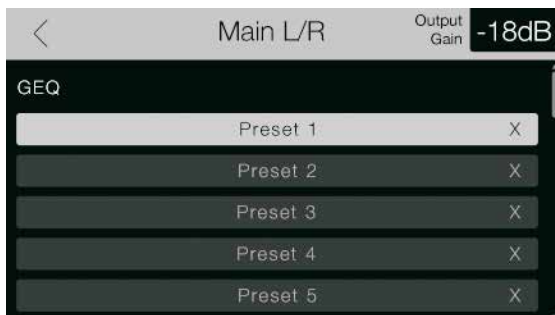 Main L/R
Output Gain
-18dB
GEQ
Preset 1 X
Preset 2 X
Preset 3 X
Preset 4 X
Preset 5 X